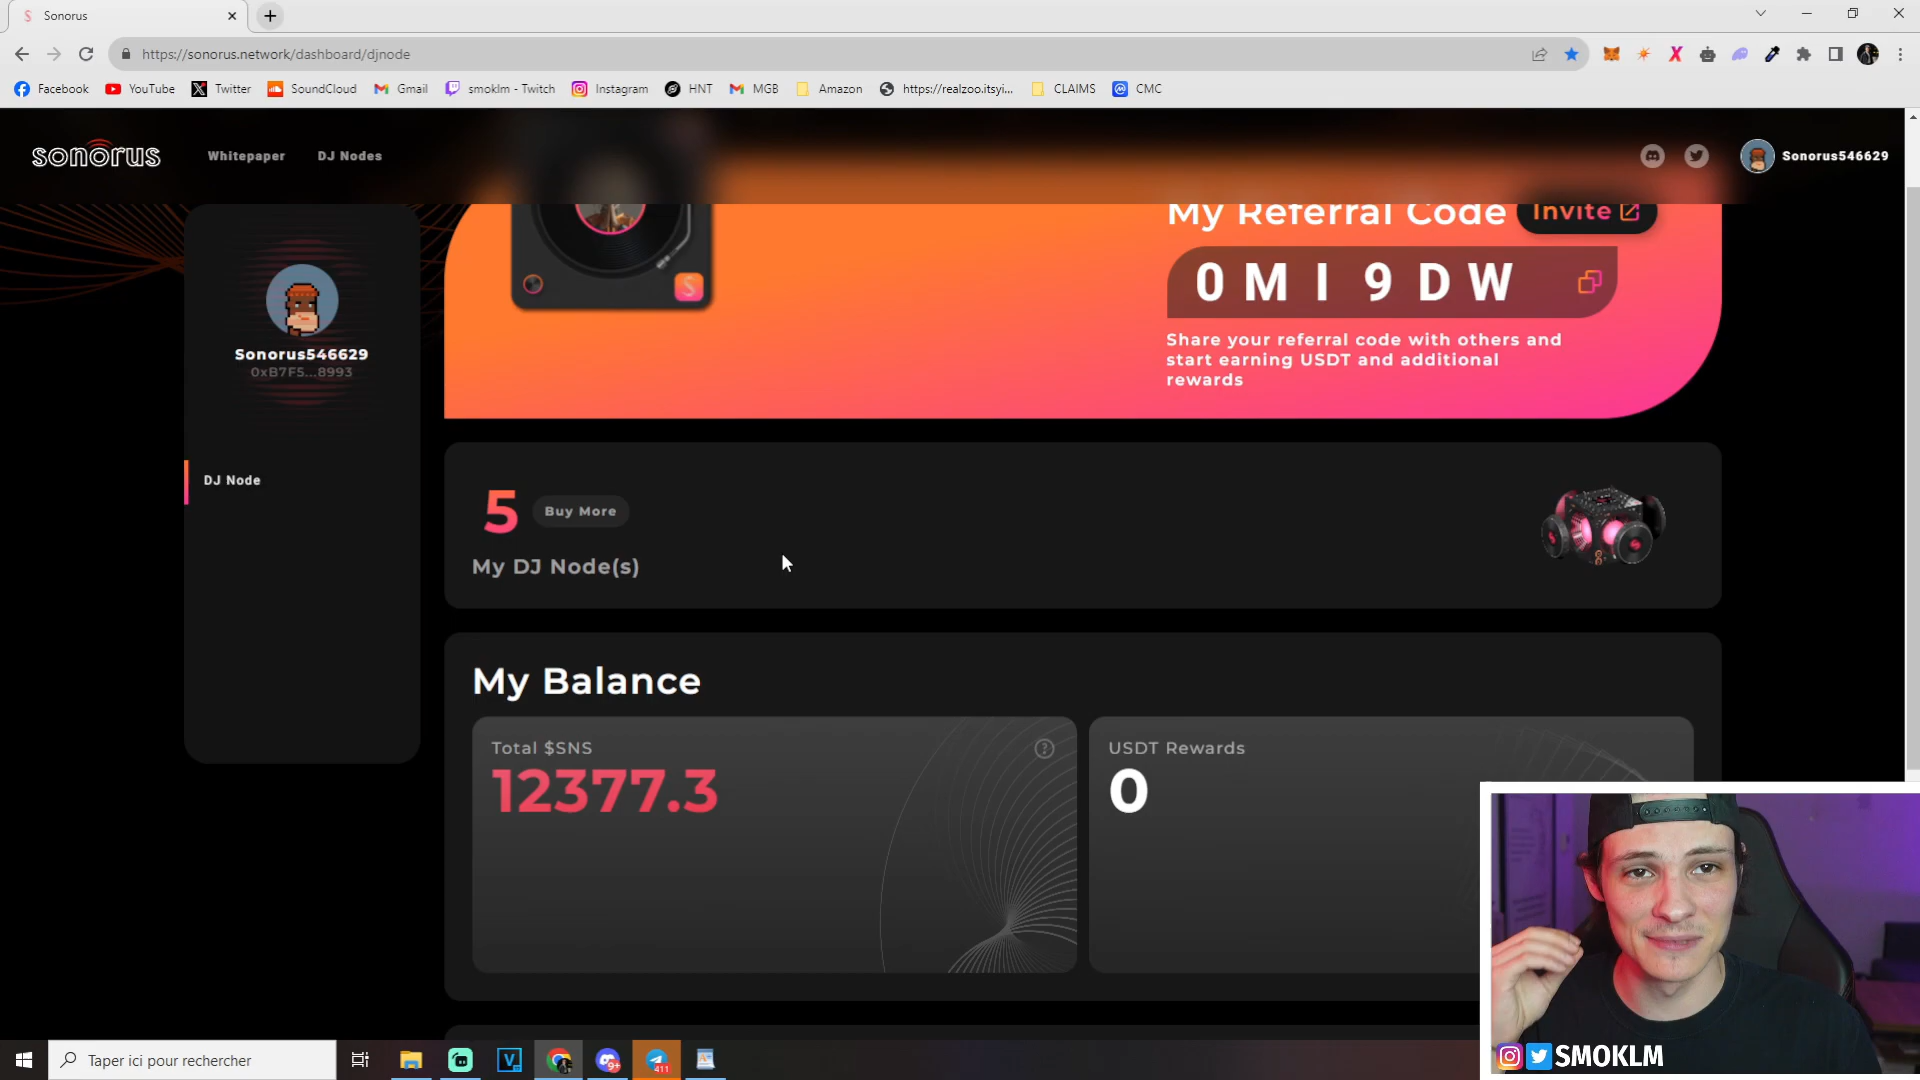 Sonorus
https://sonorus.network/dashboard/djnode
Facebook
YouTube
Twitter
SoundCloud
Gmail
smoklm - Twitch
Instagram
HNT
MGB
Amazon
https://realzoo.itsyi...
CLAIMS
CMC
sonorus
Whitepaper
DJ Nodes
Sonorus546629
My Referral Code
Invite
0MI9DW
Share your referral code with others and
start earning USDT and additional
rewards
Sonorus546629
0xB7F5...8993
DJ Node
5
Buy More
My DJ Node(s)
My Balance
Total $SNS
12377.3
USDT Rewards
0
Taper ici pour rechercher
9+
411
SMOKLM